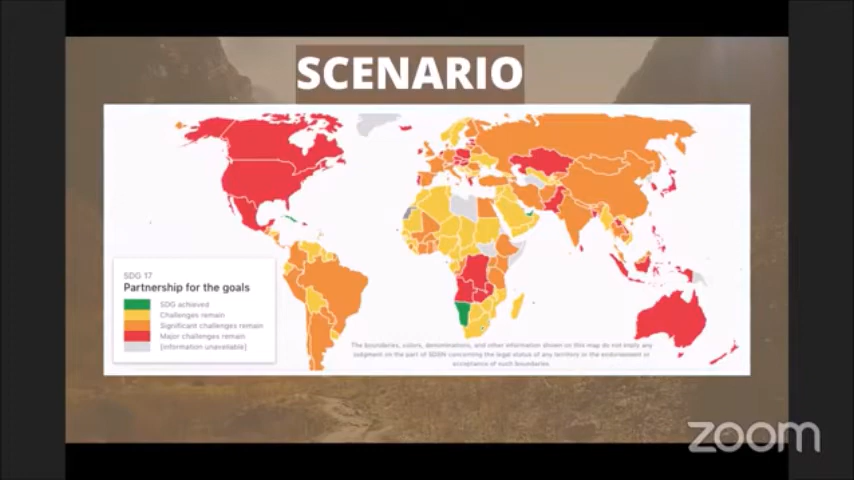 SCENARIO
SDG 17
Partnership for the goals
SDG achieved
Challenges remain
Significant challenges remain
Major challenges remain
[information unavailable]
The boundaries, colors, denominations, and other information shown on this map do not imply any
judgment on the part of SDSN concerning the legal status of any territory or the endorsement or
acceptance of such boundaries.
zoom